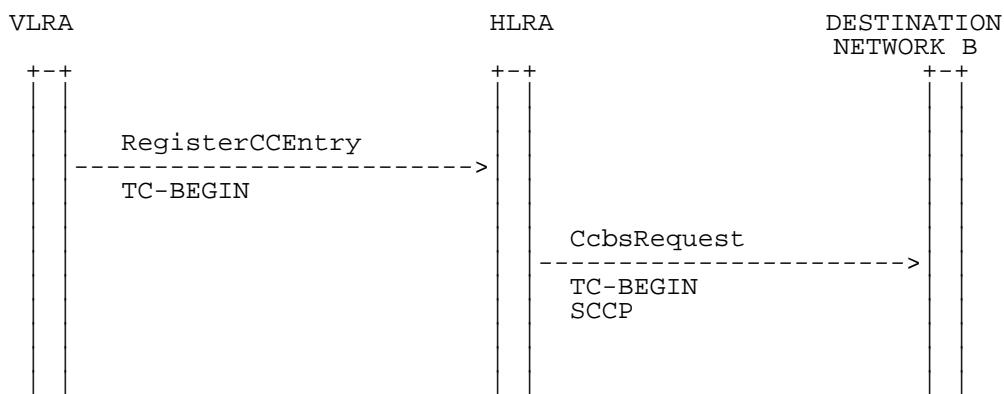 VLRA HLRA DESTINATION
NETWORK B
RegisterCCEntry
TC-BEGIN
CcbsRequest
TC-BEGIN
SCCP